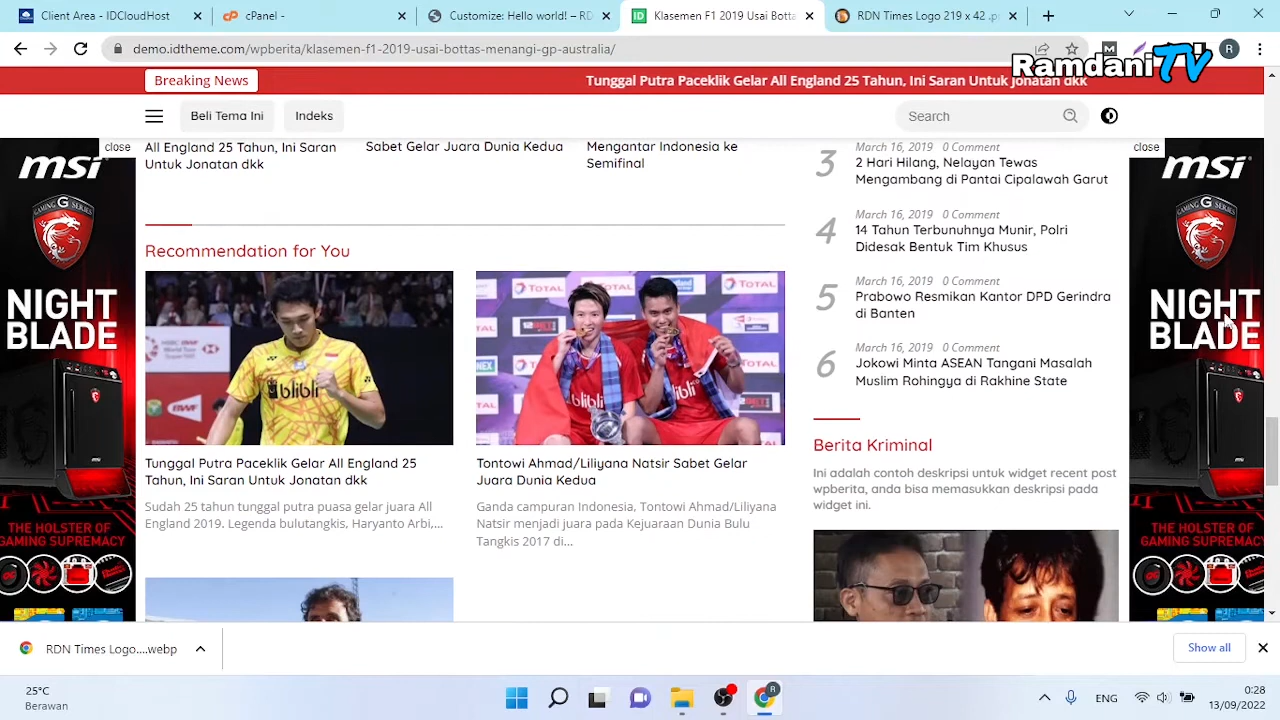 Clients Area - IDCloudHost
cPanel - Content
Customize: Hello world! – RD
Klasemen F1 2019 Usai Botta
RDN Times Logo 219 x 42 .p
demo.idtheme.com/wpberita/klasemen-f1-2019-usai-bottas-menangi-gp-australia/
RamdaniTV
Breaking News
Tunggal Putra Paceklik Gelar All England 25 Tahun, Ini Saran Untuk Jonatan dkk
Beli Tema Ini
Indeks
Search
close
close
msi
GAMING G SERIES
NIGHT
BLADE
THE HOLSTER OF
GAMING SUPREMACY
All England 25 Tahun, Ini Saran
Untuk Jonatan dkk
Sabet Gelar Juara Dunia Kedua
Mengantar Indonesia ke
Semifinal
Recommendation for You
TOTAL
TOTAL
TOTAL
blibli
blibli
BWF
Tunggal Putra Paceklik Gelar All England 25
Tahun, Ini Saran Untuk Jonatan dkk
Sudah 25 tahun tunggal putra puasa gelar juara All
England 2019. Legenda bulutangkis, Haryanto Arbi,...
Tontowi Ahmad/Liliyana Natsir Sabet Gelar
Juara Dunia Kedua
Ganda campuran Indonesia, Tontowi Ahmad/Liliyana
Natsir menjadi juara pada Kejuaraan Dunia Bulu
Tangkis 2017 di...
3
March 16, 2019 0 Comment
2 Hari Hilang, Nelayan Tewas
Mengambang di Pantai Cipalawah Garut
4
March 16, 2019 0 Comment
14 Tahun Terbunuhnya Munir, Polri
Didesak Bentuk Tim Khusus
5
March 16, 2019 0 Comment
Prabowo Resmikan Kantor DPD Gerindra
di Banten
6
March 16, 2019 0 Comment
Jokowi Minta ASEAN Tangani Masalah
Muslim Rohingya di Rakhine State
Berita Kriminal
Ini adalah contoh deskripsi untuk widget recent post
wpberita, anda bisa memasukkan deskripsi pada
widget ini.
msi
GAMING G SERIES
NIGHT
BLADE
THE HOLSTER OF
GAMING SUPREMACY
RDN Times Logo....webp
Show all
25°C
Berawan
ENG
0:28
13/09/2022